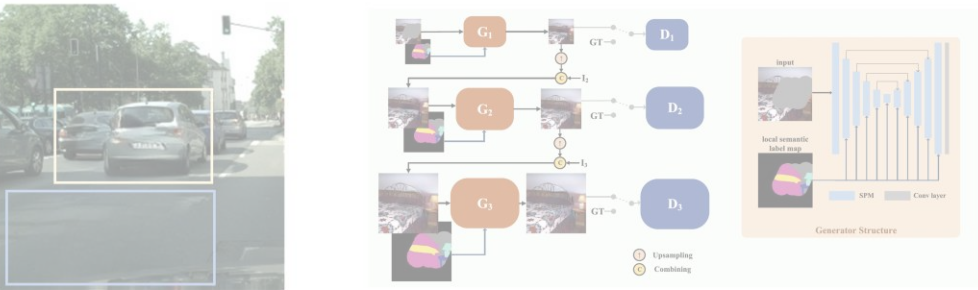 G1
D1
GT
↑
C
I2
G2
D2
GT
↑
C
I3
G3
D3
GT
↑ Upsampling
C Combining
input
local semantic
label map
SPM
Conv layer
Generator Structure